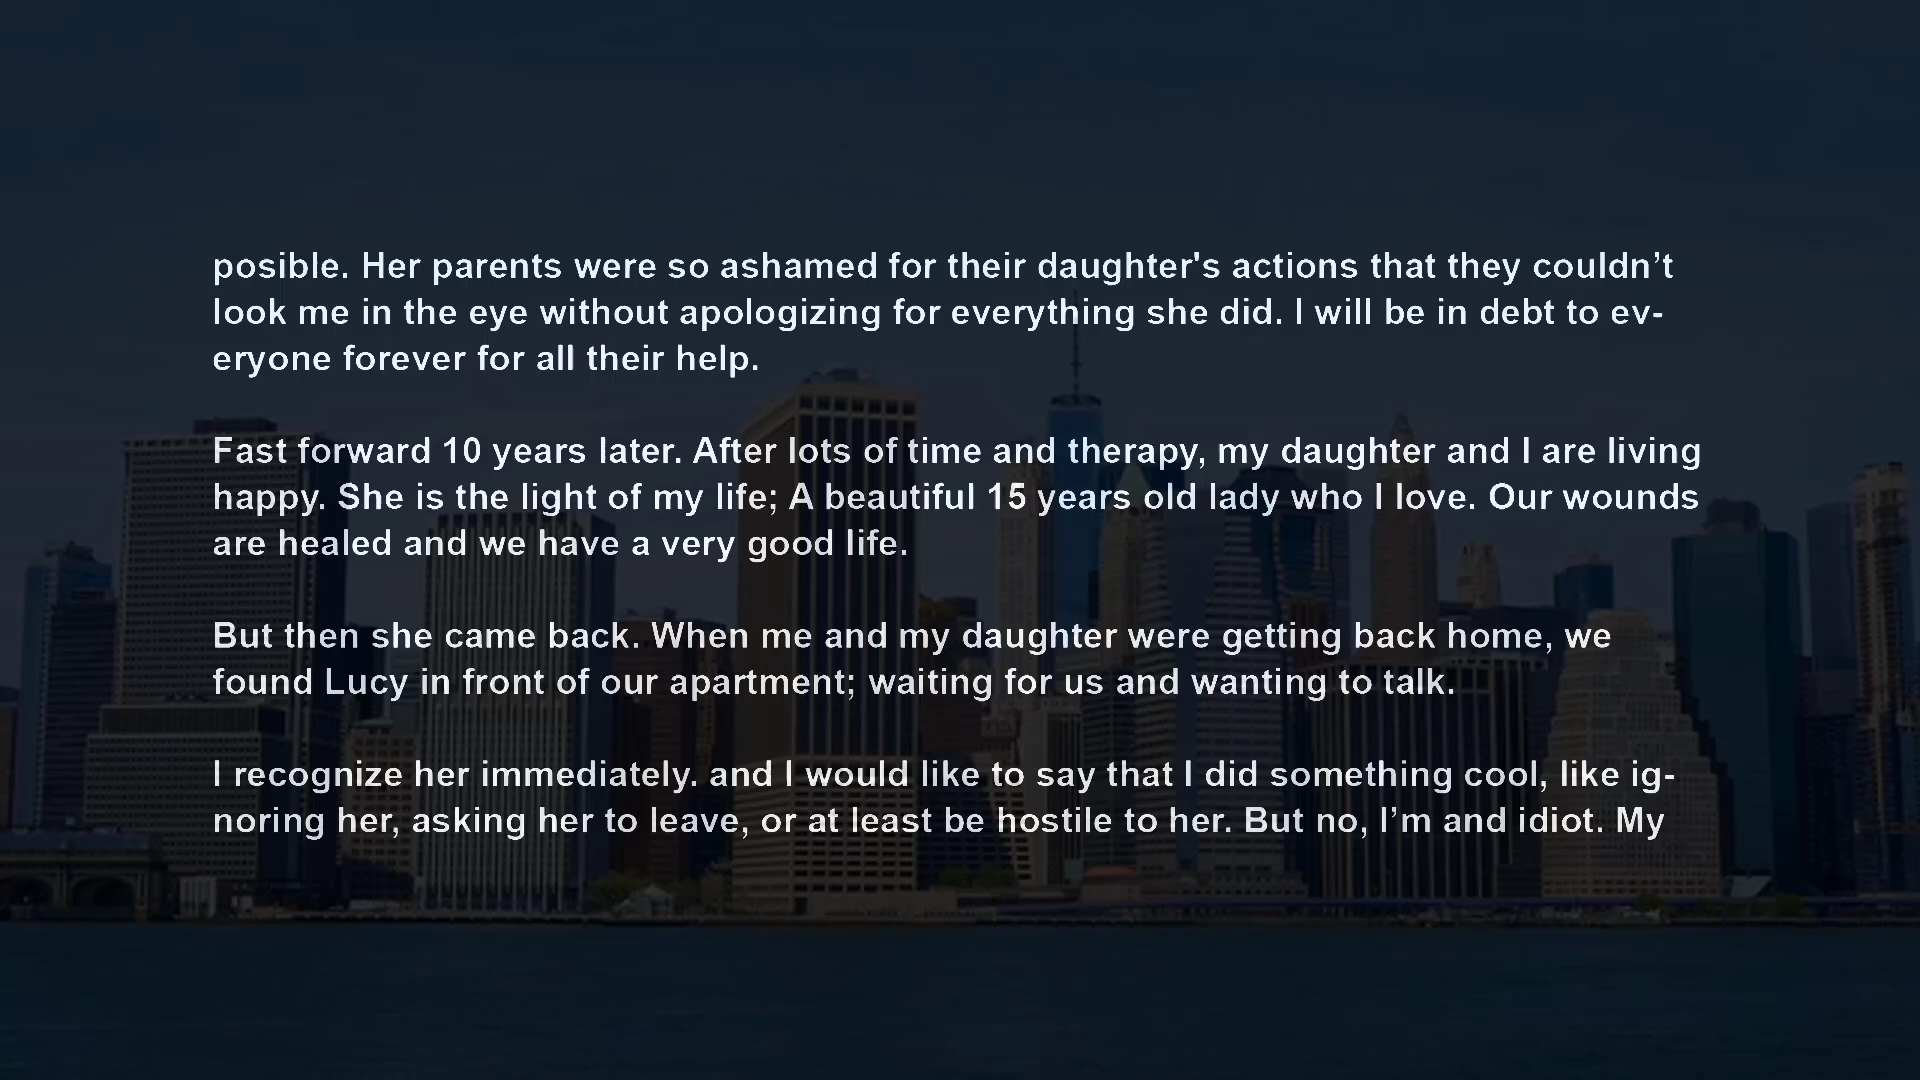 posible. Her parents were so ashamed for their daughter's actions that they couldn’t
look me in the eye without apologizing for everything she did. I will be in debt to ev-
eryone forever for all their help.
Fast forward 10 years later. After lots of time and therapy, my daughter and I are living
happy. She is the light of my life; A beautiful 15 years old lady who I love. Our wounds
are healed and we have a very good life.
But then she came back. When me and my daughter were getting back home, we
found Lucy in front of our apartment; waiting for us and wanting to talk.
I recognize her immediately. and I would like to say that I did something cool, like ig-
noring her, asking her to leave, or at least be hostile to her. But no, I’m and idiot. My